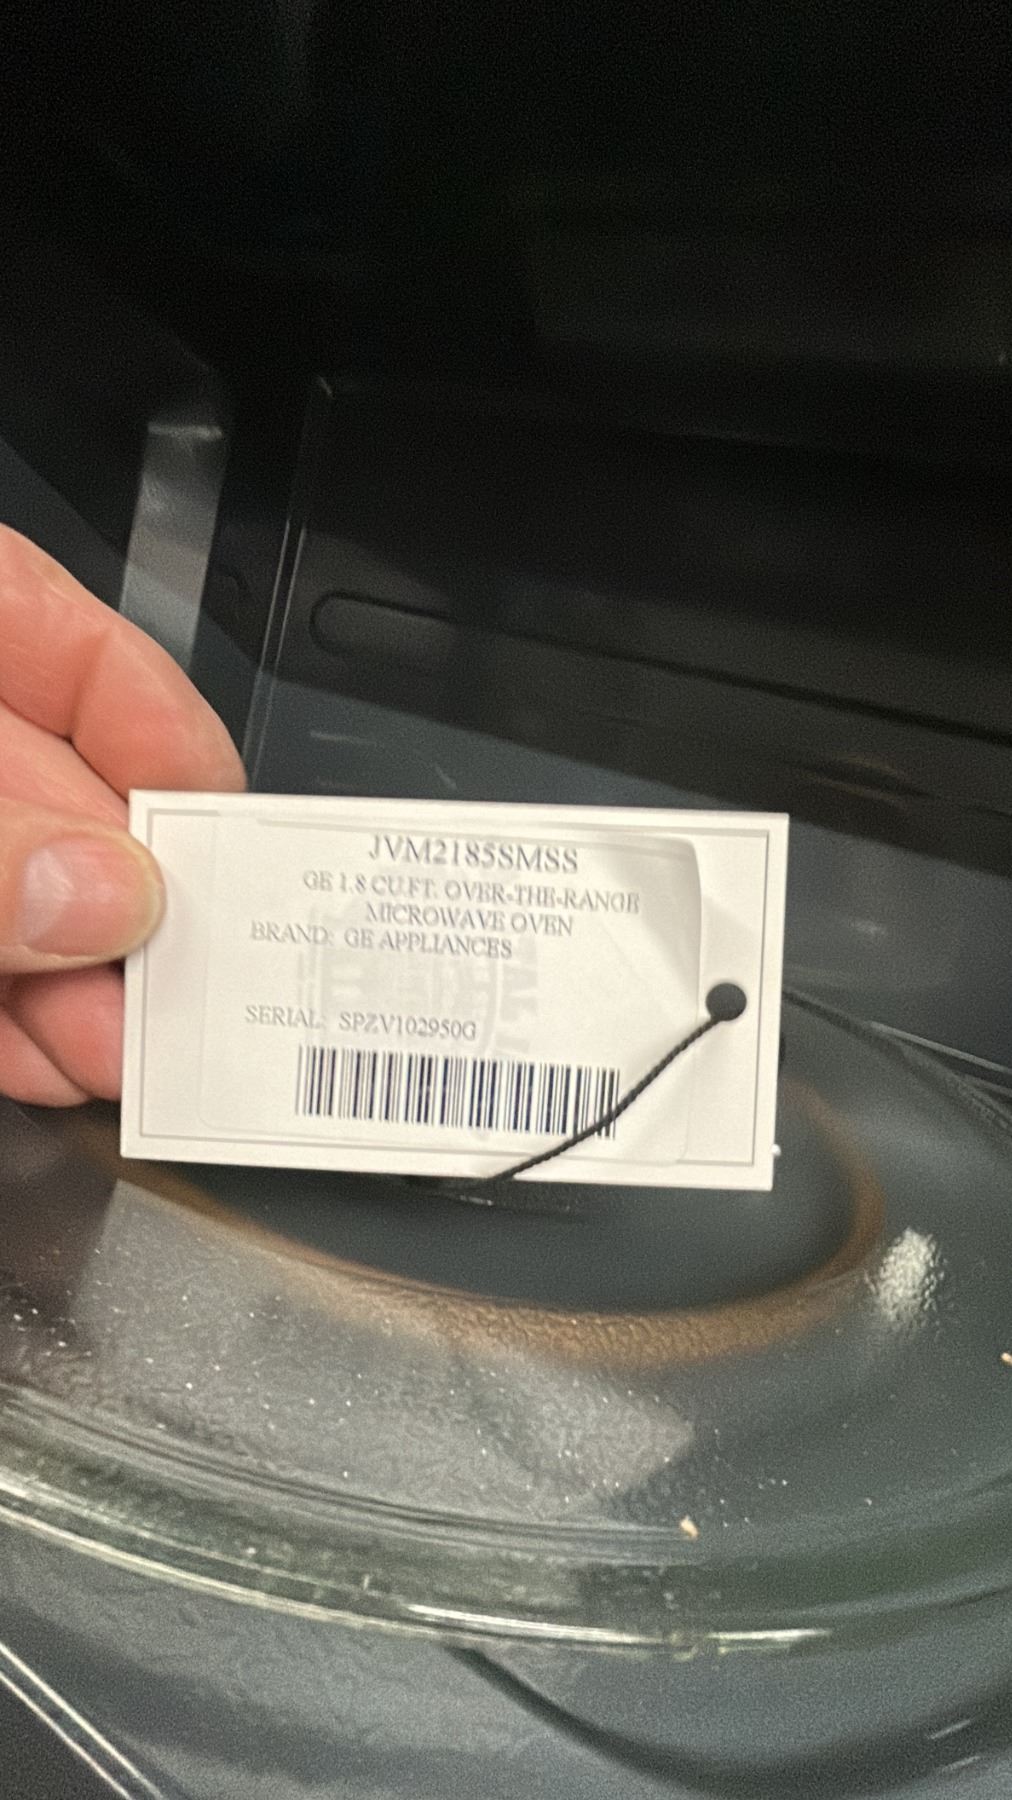 JVM2185SMSS
GE 1.8 CU.FT. OVER-THE-RANGE
MICROWAVE OVEN
BRAND: GE APPLIANCES
SERIAL: SPZV102950G